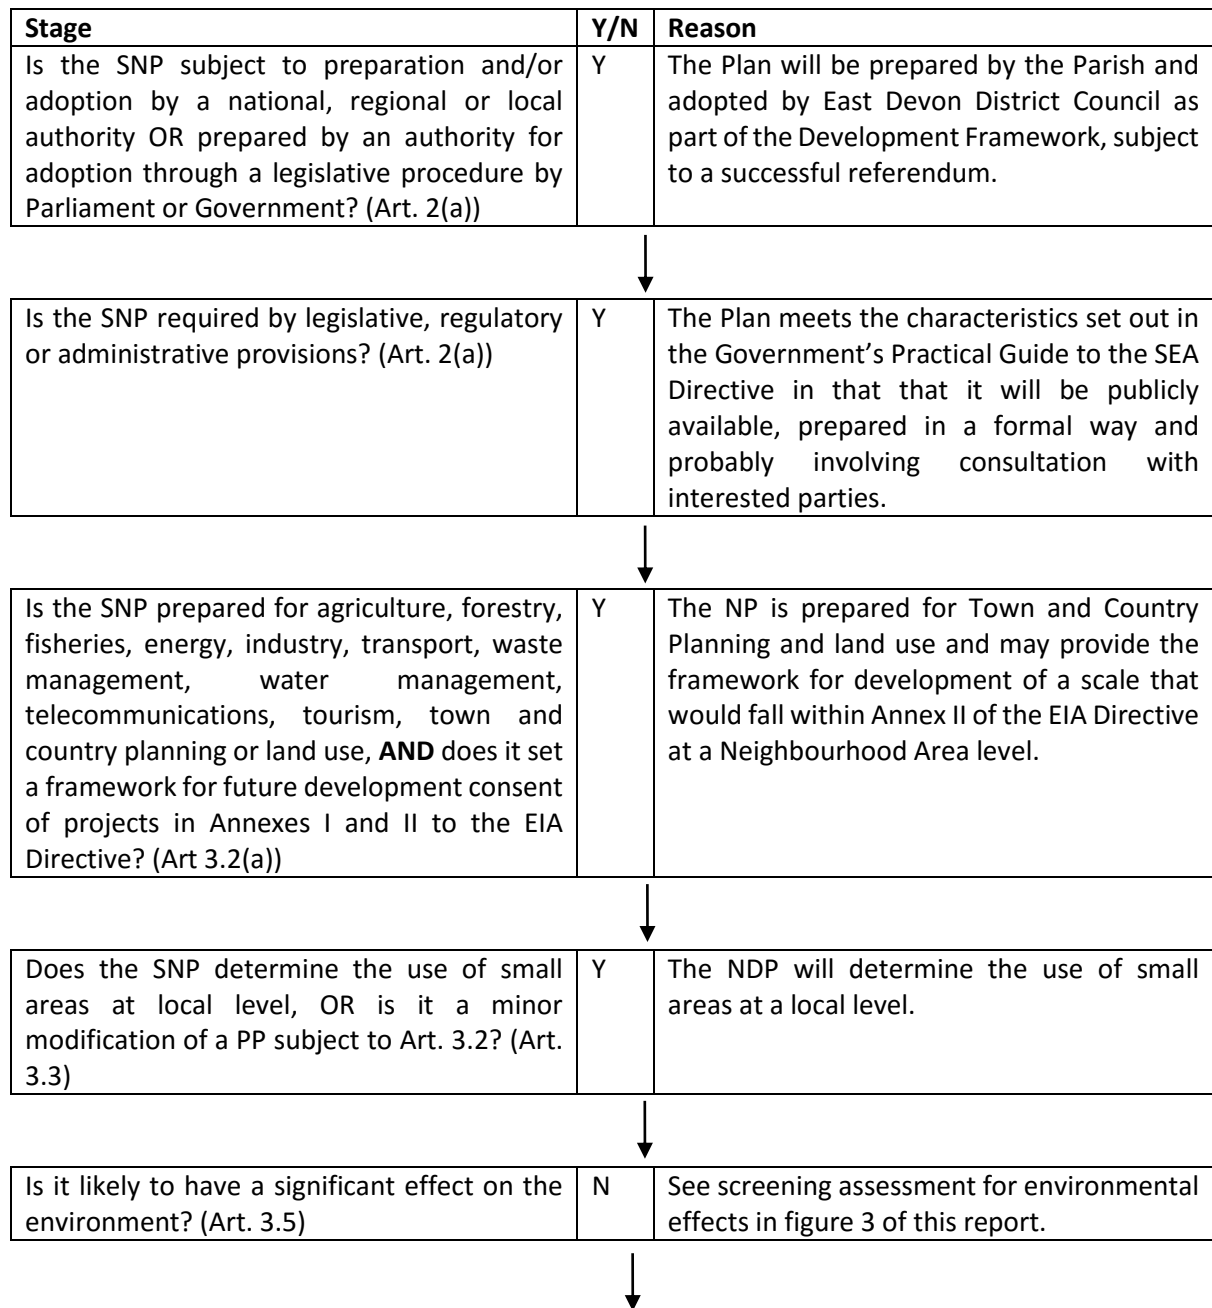 Stage Y/N Reason
Is the SNP subject to preparation and/or
adoption by a national, regional or local
authority OR prepared by an authority for
adoption through a legislative procedure by
Parliament or Government? (Art. 2(a))
Y
The Plan will be prepared by the Parish and
adopted by East Devon District Council as
part of the Development Framework, subject
to a successful referendum.
Is the SNP required by legislative, regulatory
or administrative provisions? (Art. 2(a))
Y
The Plan meets the characteristics set out in
the Government’s Practical Guide to the SEA
Directive in that that it will be publicly
available, prepared in a formal way and
probably involving consultation with
interested parties.
Is the SNP prepared for agriculture, forestry,
fisheries, energy, industry, transport, waste
management, water management,
telecommunications, tourism, town and
country planning or land use, AND does it set
a framework for future development consent
of projects in Annexes I and II to the EIA
Directive? (Art 3.2(a))
Y
The NP is prepared for Town and Country
Planning and land use and may provide the
framework for development of a scale that
would fall within Annex II of the EIA Directive
at a Neighbourhood Area level.
Does the SNP determine the use of small
areas at local level, OR is it a minor
modification of a PP subject to Art. 3.2? (Art.
3.3)
Y
The NDP will determine the use of small
areas at a local level.
Is it likely to have a significant effect on the
environment? (Art. 3.5)
N
See screening assessment for environmental
effects in figure 3 of this report.